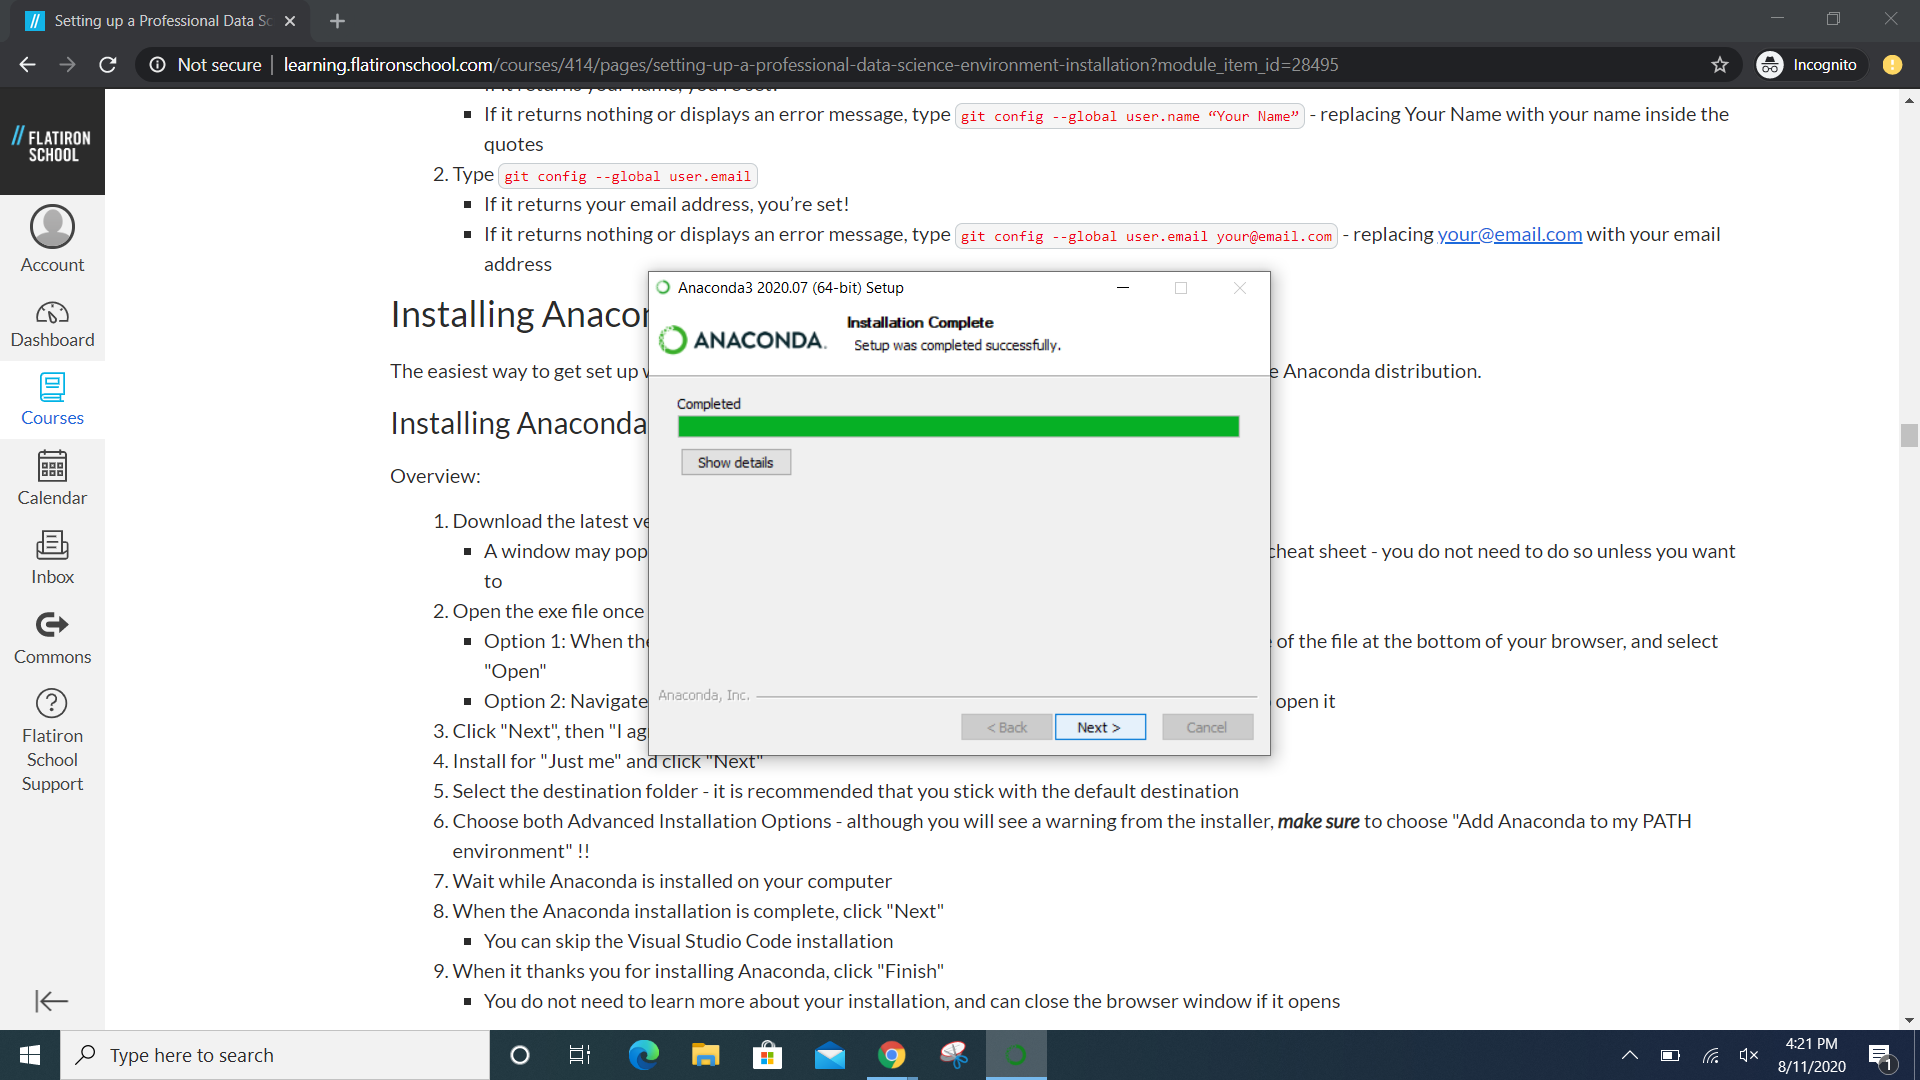 Setting up a Professional Data Sc
Not secure | learning.flatironschool.com/courses/414/pages/setting-up-a-professional-data-science-environment-installation?module_item_id=28495
Incognito
FLATIRON
SCHOOL
Account
Dashboard
Courses
Calendar
Inbox
Commons
Flatiron
School
Support
If it returns nothing or displays an error message, type git config --global user.name “Your Name” - replacing Your Name with your name inside the
quotes
2. Type git config --global user.email
If it returns your email address, you’re set!
If it returns nothing or displays an error message, type git config --global user.email your@email.com - replacing your@email.com with your email
address
Installing Anacon
The easiest way to get set up w
e Anaconda distribution.
Installing Anaconda
Overview:
1. Download the latest ve
A window may pop
cheat sheet - you do not need to do so unless you want
to
2. Open the exe file once
Option 1: When the
of the file at the bottom of your browser, and select
"Open"
Option 2: Navigate
open it
3. Click "Next", then "I ag
4. Install for "Just me" and click "Next"
5. Select the destination folder - it is recommended that you stick with the default destination
6. Choose both Advanced Installation Options - although you will see a warning from the installer, make sure to choose "Add Anaconda to my PATH
environment" !!
7. Wait while Anaconda is installed on your computer
8. When the Anaconda installation is complete, click "Next"
You can skip the Visual Studio Code installation
9. When it thanks you for installing Anaconda, click "Finish"
You do not need to learn more about your installation, and can close the browser window if it opens
Anaconda3 2020.07 (64-bit) Setup
ANACONDA.
Installation Complete
Setup was completed successfully.
Completed
Show details
Anaconda, Inc.
< Back
Next >
Cancel
Type here to search
4:21 PM
8/11/2020
1